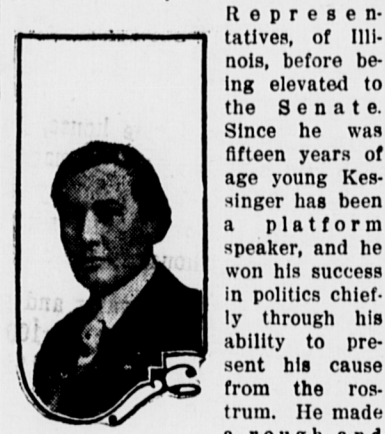 Represen-
tatives, of Illi-
nois, before be-
ing elevated to
the Senate.
Since he was
fifteen years of
age young Kes-
singer has been
a platform
speaker, and he
won his success
in politics chief-
ly through his
ability to pre-
sent his cause
from the ros-
trum. He made
a rough and